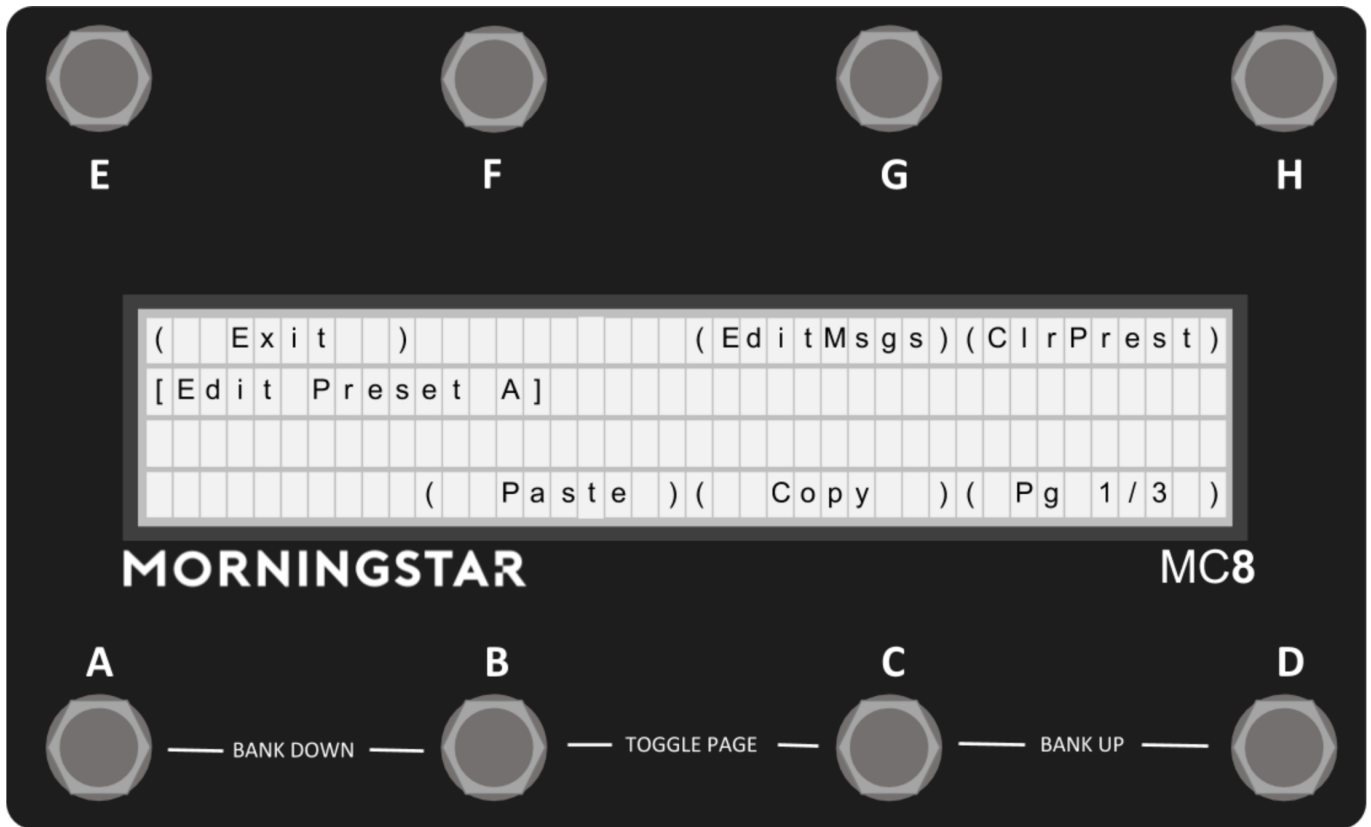 E F G H
( Exit ) (EditMsgs)(ClrPrest)
[Edit Preset A]
( Paste )( Copy )( Pg 1/3 )
MORNINGSTAR MC8
A B C D
BANK DOWN TOGGLE PAGE BANK UP